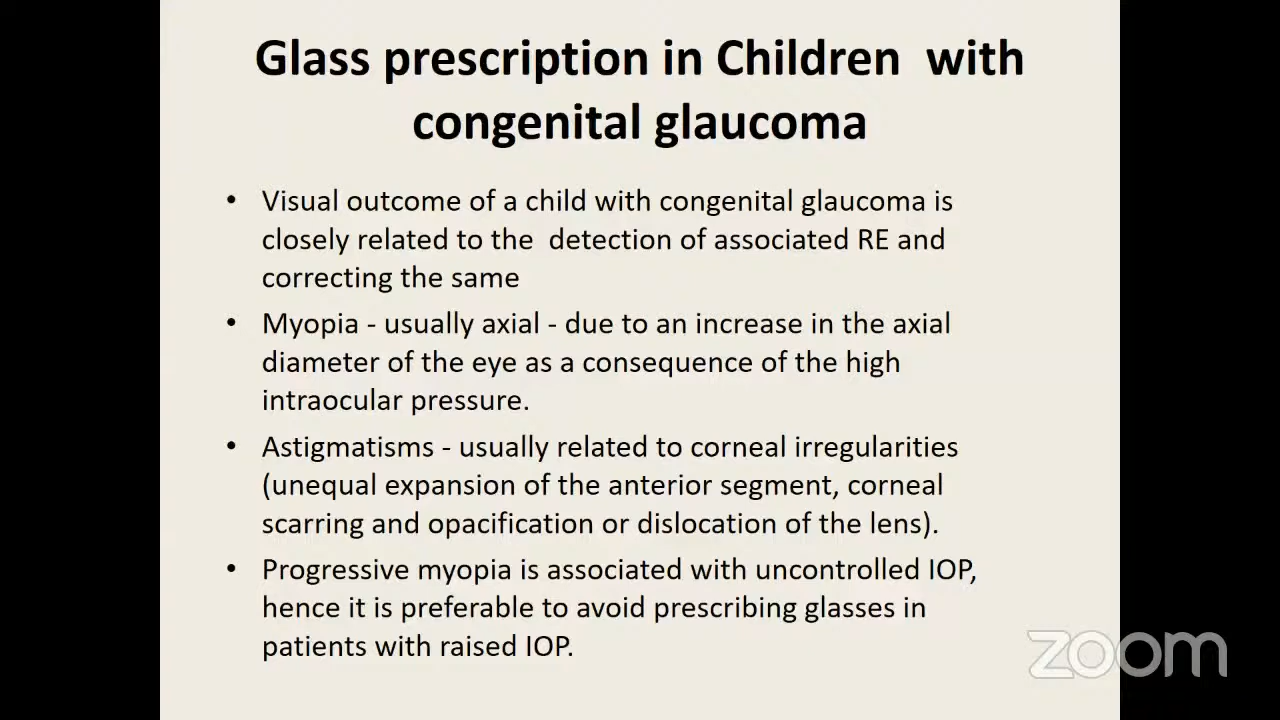 Glass prescription in Children with
congenital glaucoma
• Visual outcome of a child with congenital glaucoma is
closely related to the detection of associated RE and
correcting the same
• Myopia - usually axial - due to an increase in the axial
diameter of the eye as a consequence of the high
intraocular pressure.
• Astigmatisms - usually related to corneal irregularities
(unequal expansion of the anterior segment, corneal
scarring and opacification or dislocation of the lens).
• Progressive myopia is associated with uncontrolled IOP,
hence it is preferable to avoid prescribing glasses in
patients with raised IOP.
zoom